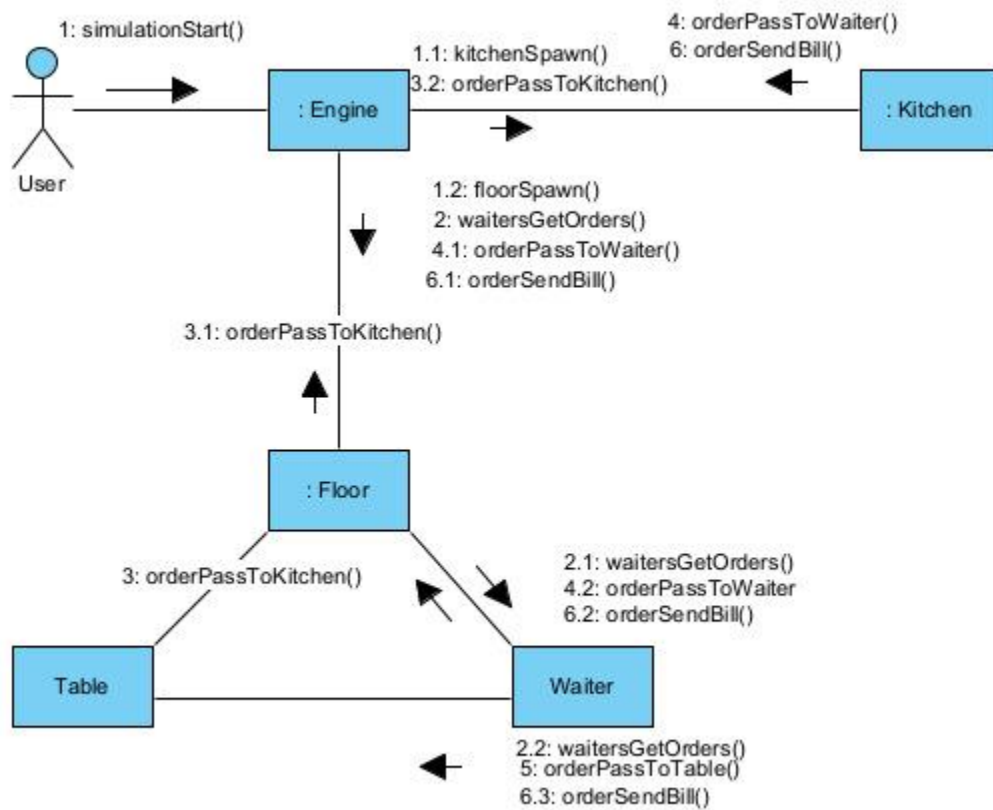 1: simulationStart()
4: orderPassToWaiter()
6: orderSendBill()
1.1: kitchenSpawn()
3.2: orderPassToKitchen()
: Engine
: Kitchen
User
1.2: floorSpawn()
2: waitersGetOrders()
4.1: orderPassToWaiter()
6.1: orderSendBill()
3.1: orderPassToKitchen()
: Floor
3: orderPassToKitchen()
2.1: waitersGetOrders()
4.2: orderPassToWaiter
6.2: orderSendBill()
Table
Waiter
2.2: waitersGetOrders()
5: orderPassToTable()
6.3: orderSendBill()